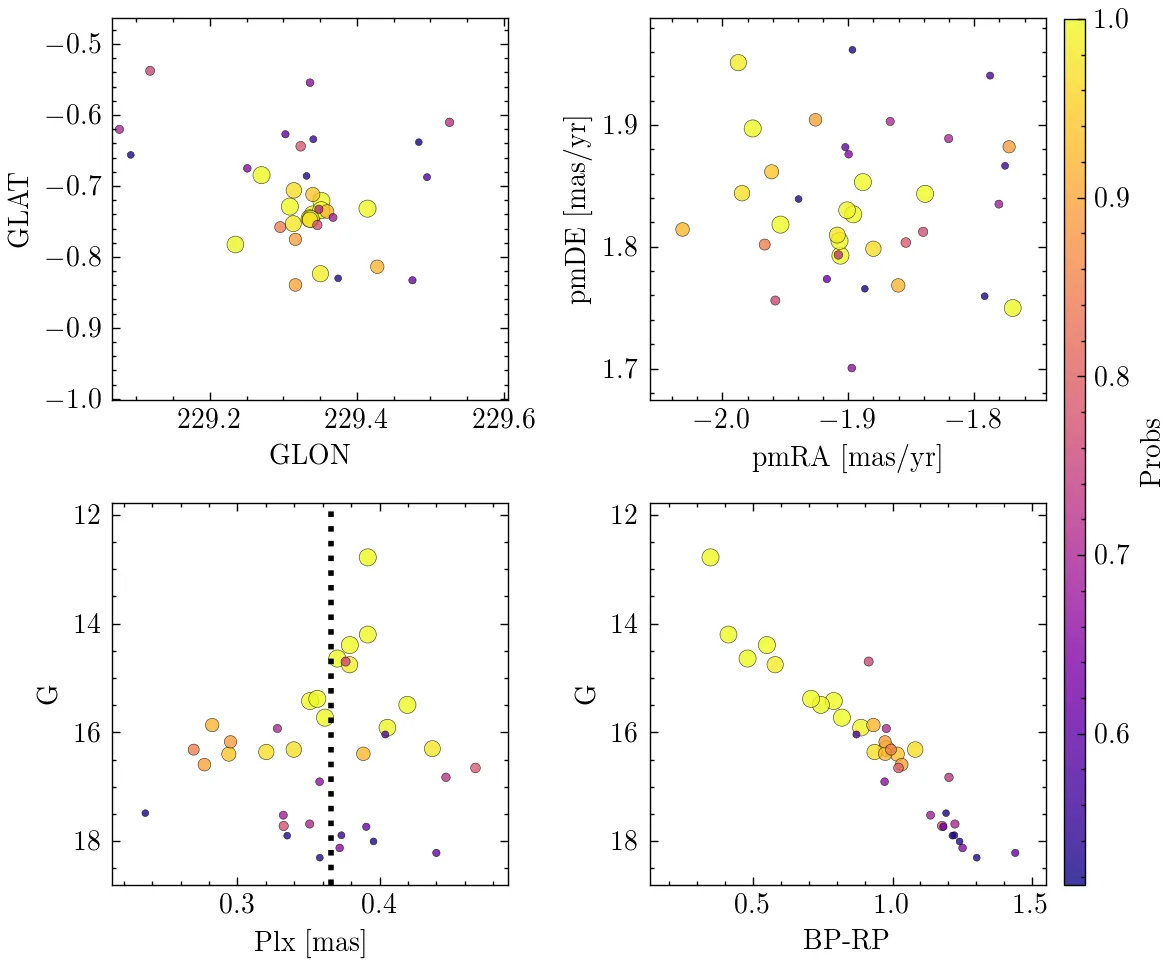 −0.5
−0.6
−0.7
−0.8
−0.9
−1.0
GLAT
229.2 229.4 229.6
GLON
1.9
1.8
1.7
pmDE [mas/yr]
−2.0 −1.9 −1.8
pmRA [mas/yr]
12
14
16
18
G
0.3 0.4
Plx [mas]
12
14
16
18
G
0.5 1.0 1.5
BP-RP
1.0
0.9
0.8
0.7
0.6
Probs